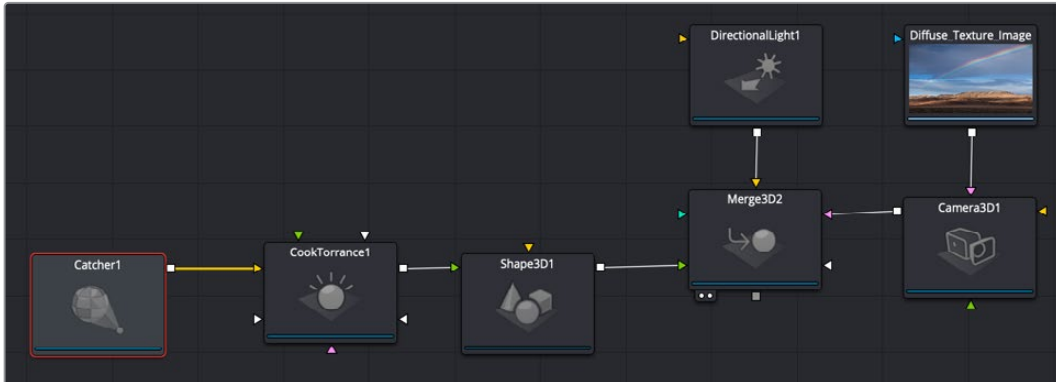 DirectionalLight1
Diffuse_Texture_Image
Merge3D2
Camera3D1
CookTorrance1
Shape3D1
Catcher1